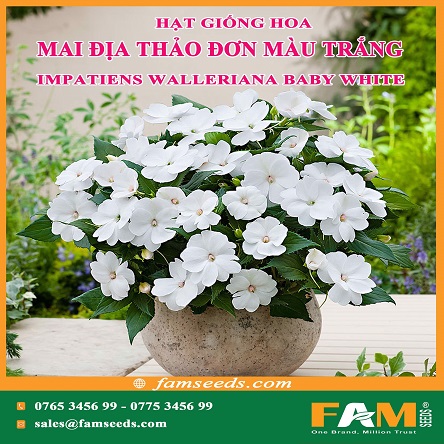 HẠT GIỐNG HOA
MAI ĐỊA THẢO ĐƠN MÀU TRẮNG
IMPATIENS WALLERIANA BABY WHITE
famseeds.com
0765 3456 99 - 0775 3456 99
sales@famseeds.com
FAM SEEDS®
One Brand, Million Trust